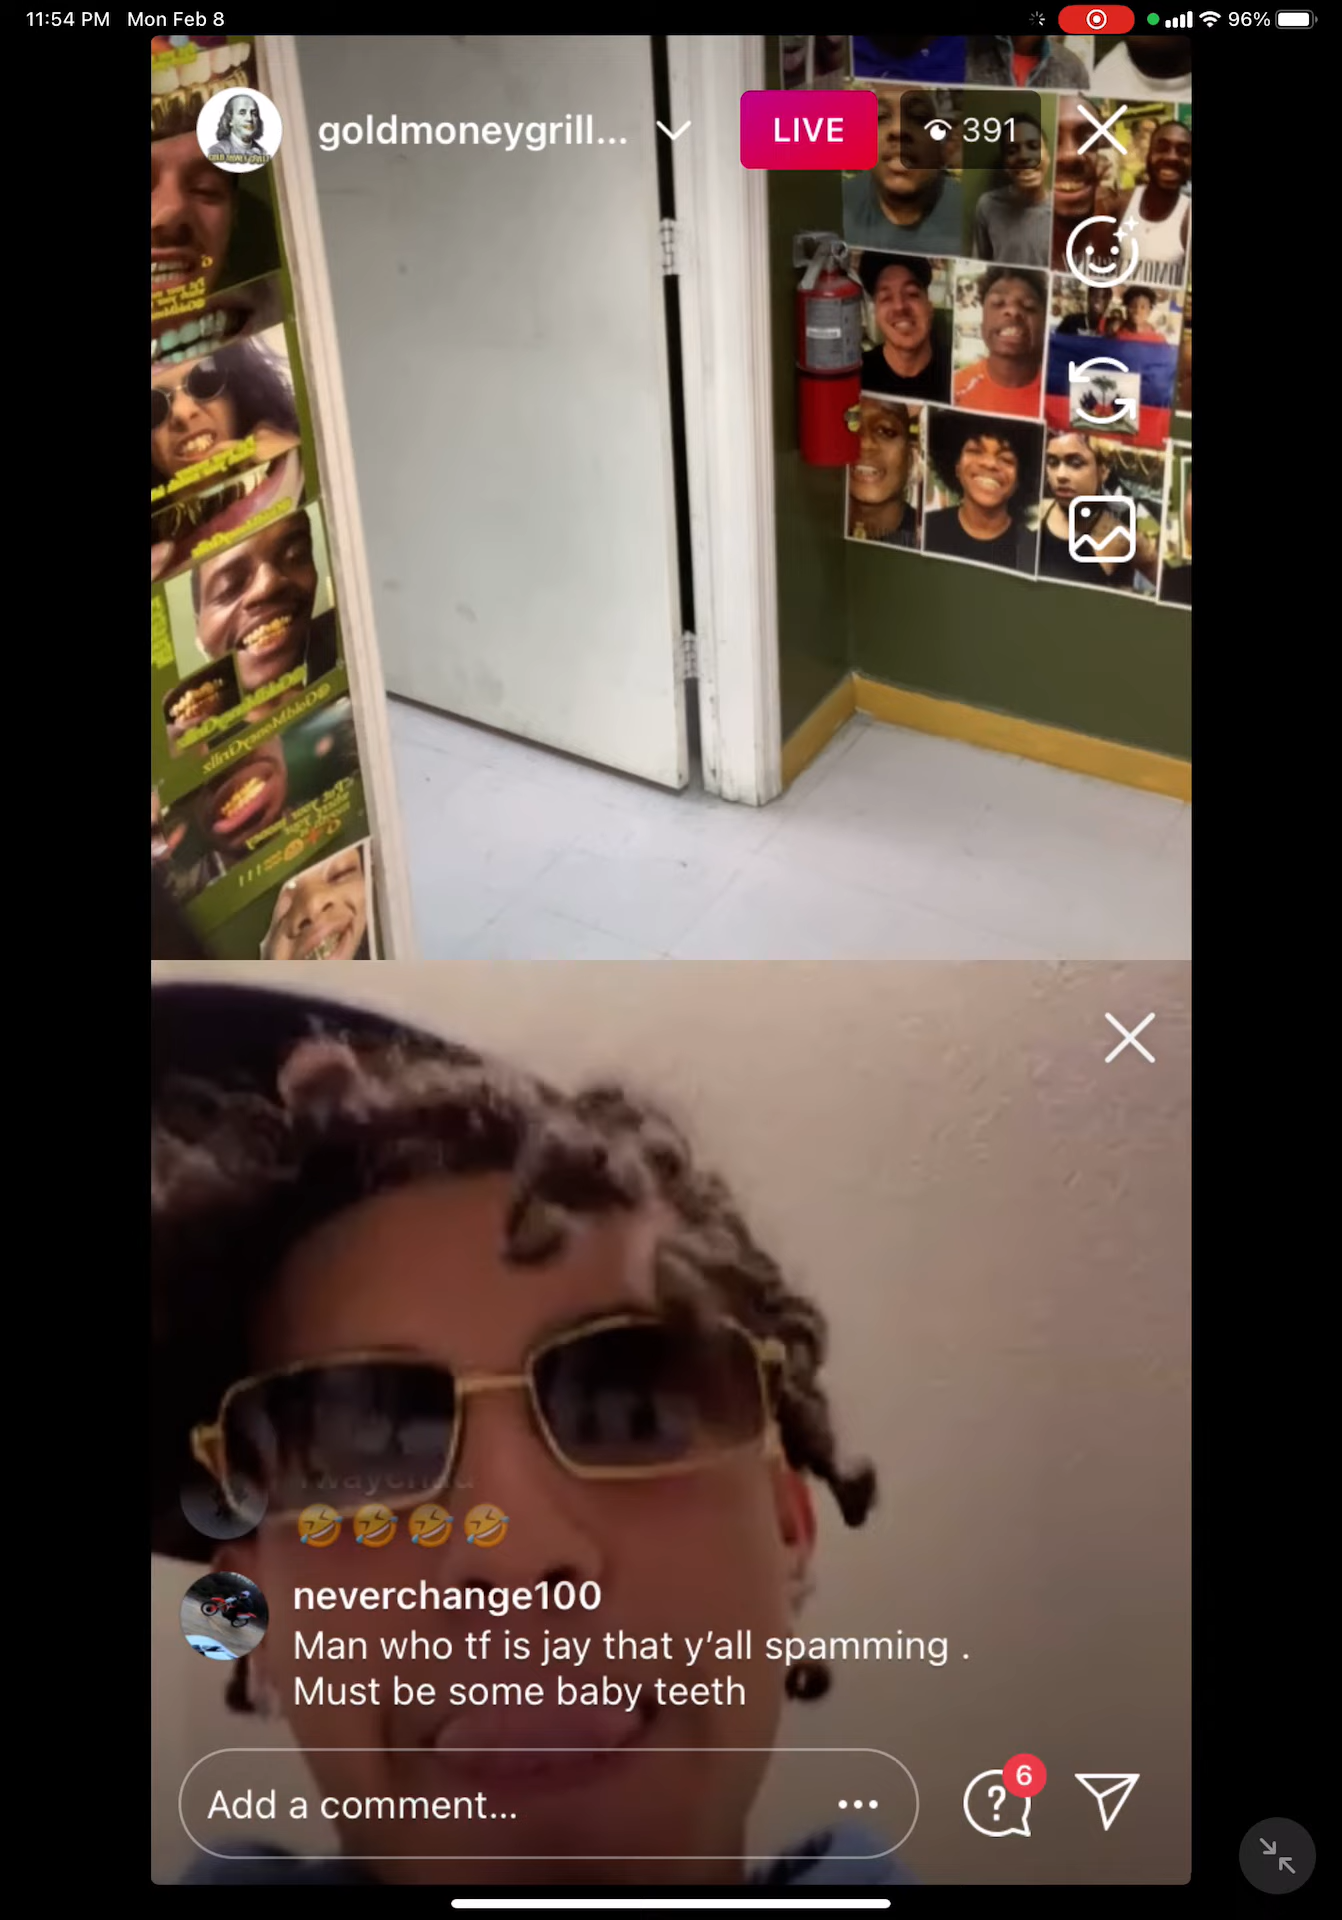 11:54 PM Mon Feb 8
96%
goldmoneygrill...
LIVE
391
🤣🤣🤣🤣
neverchange100
Man who tf is jay that y’all spamming .
Must be some baby teeth
Add a comment...
6